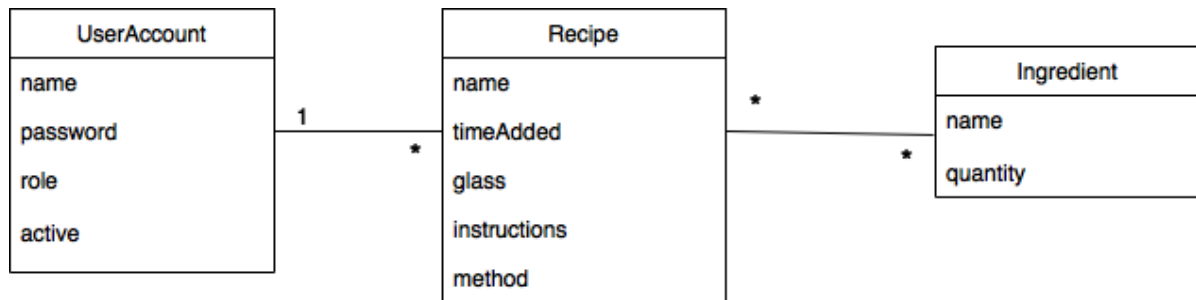 UserAccount
name
password
role
active
1
*
Recipe
name
timeAdded
glass
instructions
method
*
*
Ingredient
name
quantity